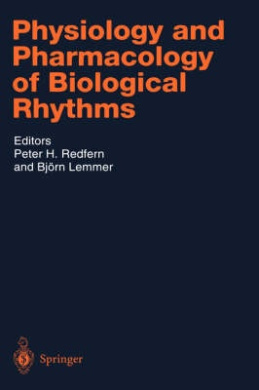 Physiology and
Pharmacology
of Biological
Rhythms
Editors
Peter H. Redfern
and Björn Lemmer
Springer